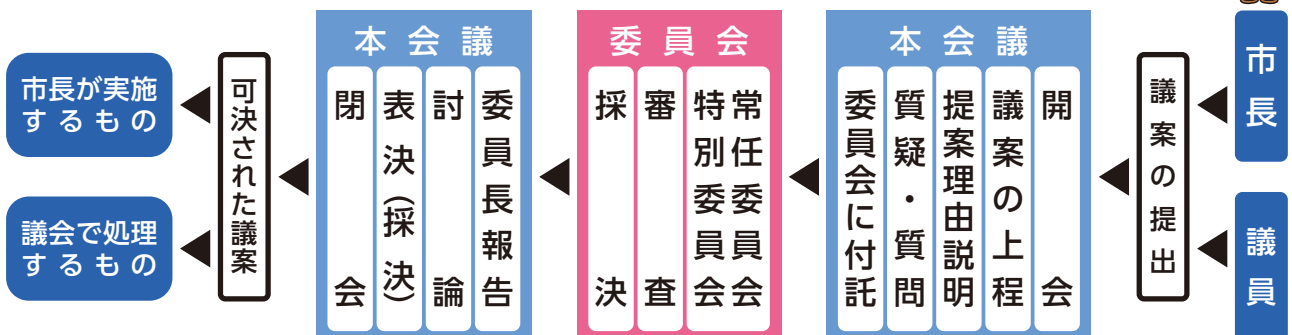 市長
議員
議案の提出
本会議
開会
議案の上程
提案理由説明
質疑・質問
委員会に付託
委員会
常任委員会
特別委員会
審査
採決
本会議
委員長報告
討論
表決（採決）
閉会
可決された議案
市長が実施
するもの
議会で処理
するもの